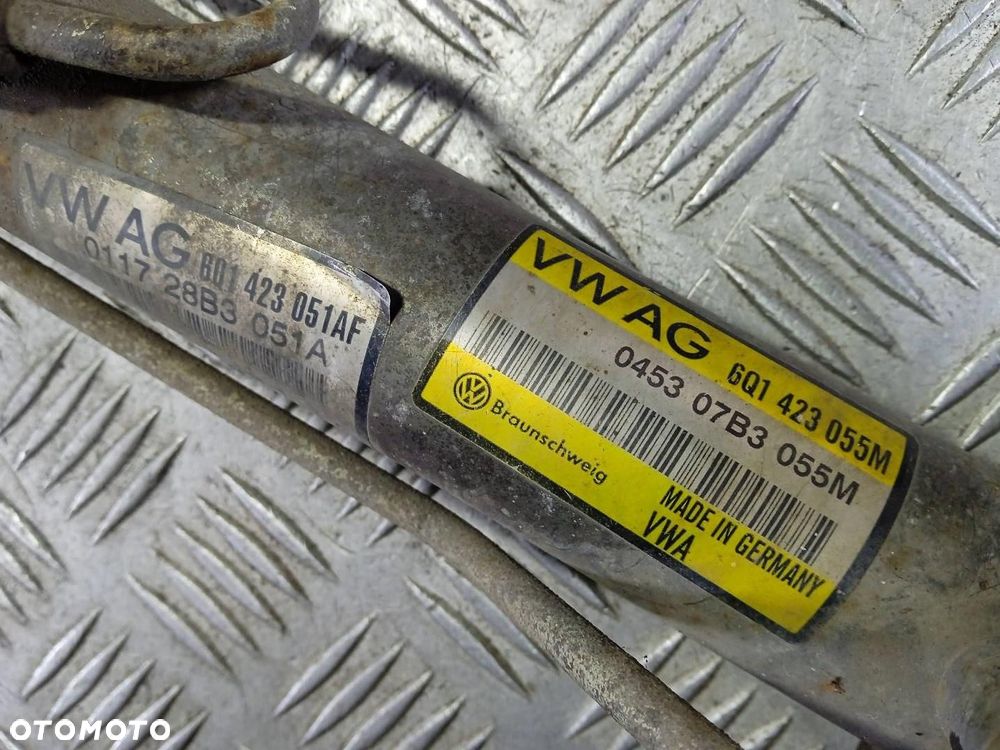 VW AG 6Q1 423 051AF
0117 28B3 051A
VW AG 6Q1 423 055M
0453 07B3 055M
VW Braunschweig
MADE IN GERMANY
VWA
OTOMOTO